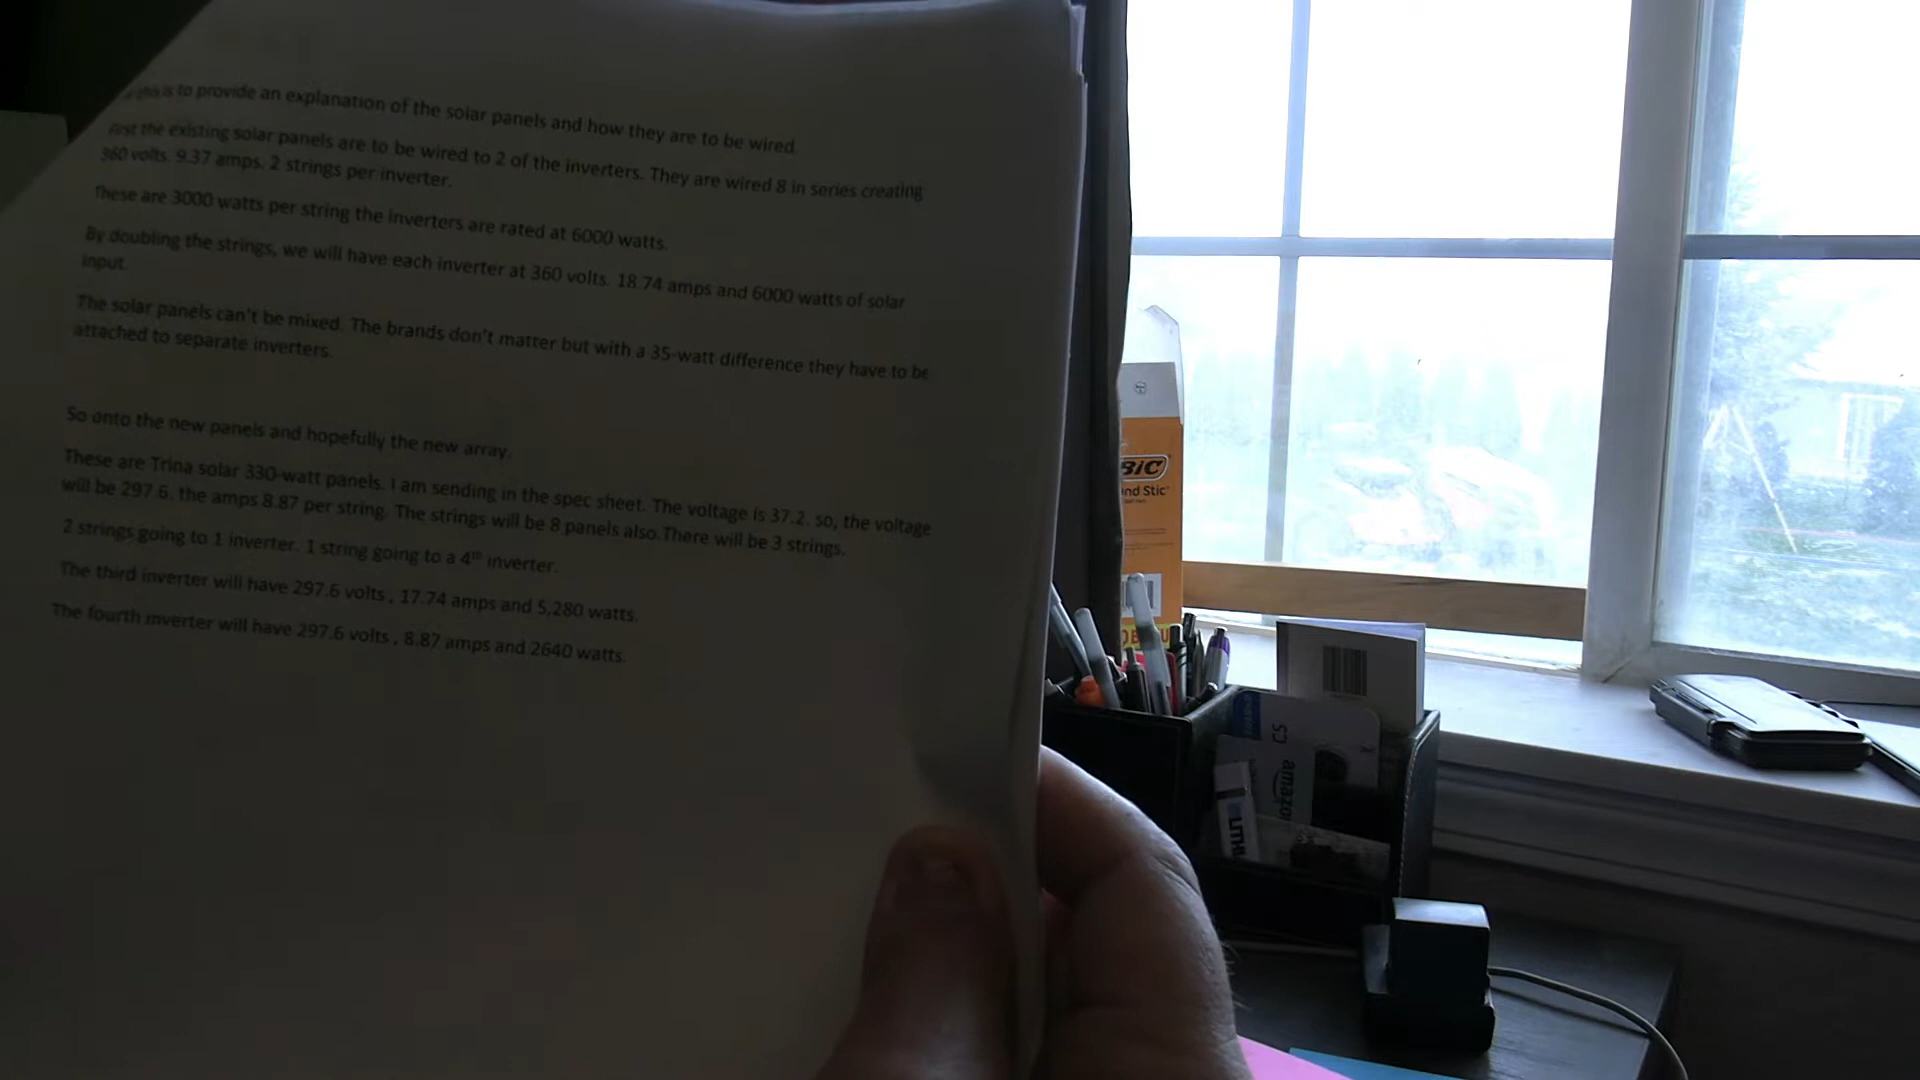 this is to provide an explanation of the solar panels and how they are to be wired.
First the existing solar panels are to be wired to 2 of the inverters. They are wired 8 in series creating
360 volts. 9.37 amps. 2 strings per inverter.
These are 3000 watts per string the inverters are rated at 6000 watts.
By doubling the strings, we will have each inverter at 360 volts. 18.74 amps and 6000 watts of solar
input.
The solar panels can't be mixed. The brands don't matter but with a 35-watt difference they have to be
attached to separate inverters.
So onto the new panels and hopefully the new array.
These are Trina solar 330-watt panels. I am sending in the spec sheet. The voltage is 37.2. so, the voltage
will be 297.6. the amps 8.87 per string. The strings will be 8 panels also.There will be 3 strings.
2 strings going to 1 inverter. 1 string going to a 4th inverter.
The third inverter will have 297.6 volts , 17.74 amps and 5,280 watts.
The fourth inverter will have 297.6 volts , 8.87 amps and 2640 watts.
BIC
nd Stic
amazo
CS
LITHI